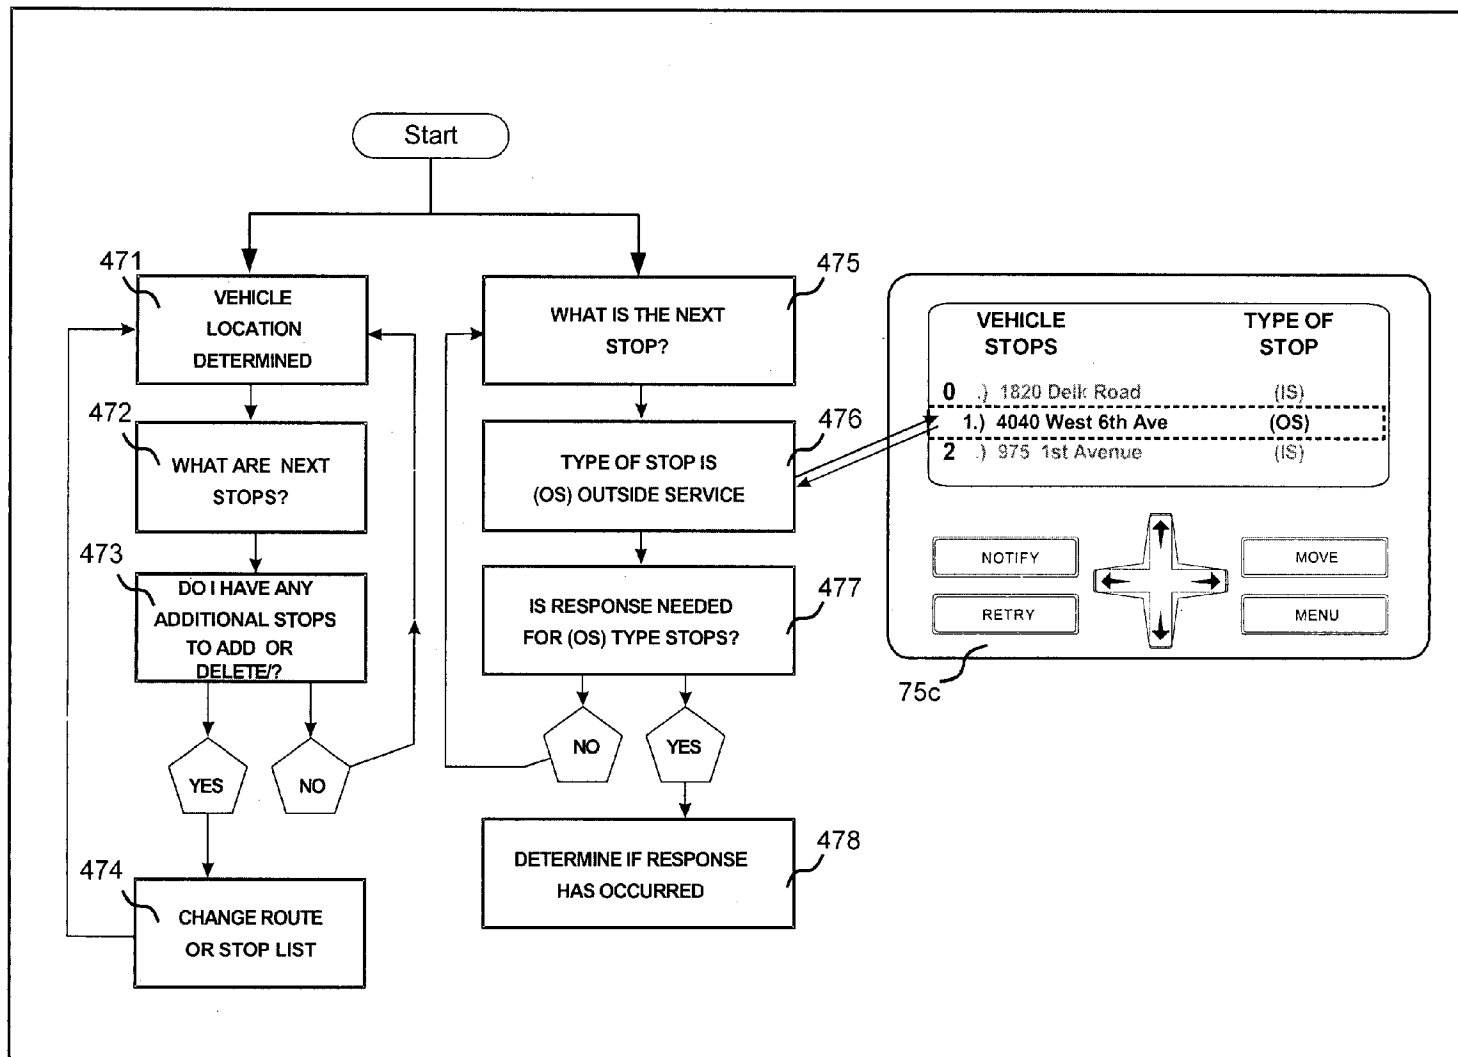 Start
471
VEHICLE
LOCATION
DETERMINED
472
WHAT ARE NEXT
STOPS?
473
DO I HAVE ANY
ADDITIONAL STOPS
TO ADD OR
DELETE/?
YES
NO
474
CHANGE ROUTE
OR STOP LIST
475
WHAT IS THE NEXT
STOP?
476
TYPE OF STOP IS
(OS) OUTSIDE SERVICE
477
IS RESPONSE NEEDED
FOR (OS) TYPE STOPS?
NO
YES
478
DETERMINE IF RESPONSE
HAS OCCURRED
VEHICLE STOPS
TYPE OF STOP
0 .) 1820 Delk Road (IS)
1.) 4040 West 6th Ave (OS)
2 .) 975 1st Avenue (IS)
NOTIFY
MOVE
RETRY
MENU
75c